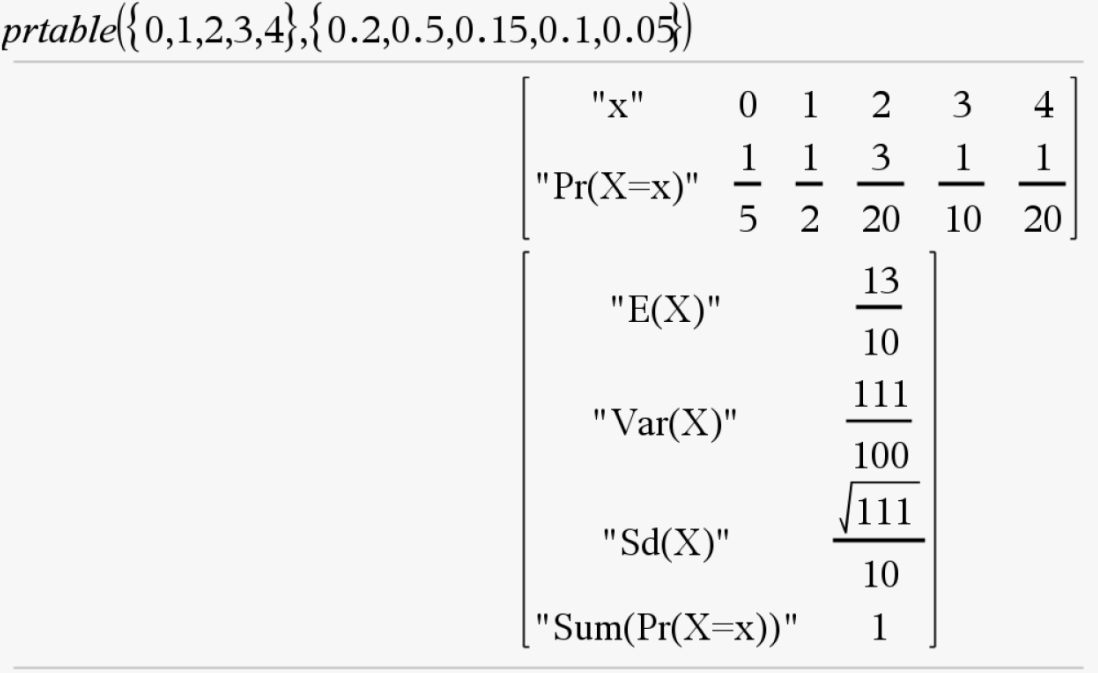 prtable({0,1,2,3,4},{0.2,0.5,0.15,0.1,0.05})
"x" 0 1 2 3 4
"Pr(X=x)" 1/5 1/2 3/20 1/10 1/20
"E(X)" 13/10
"Var(X)" 111/100
"Sd(X)" √111/10
"Sum(Pr(X=x))" 1